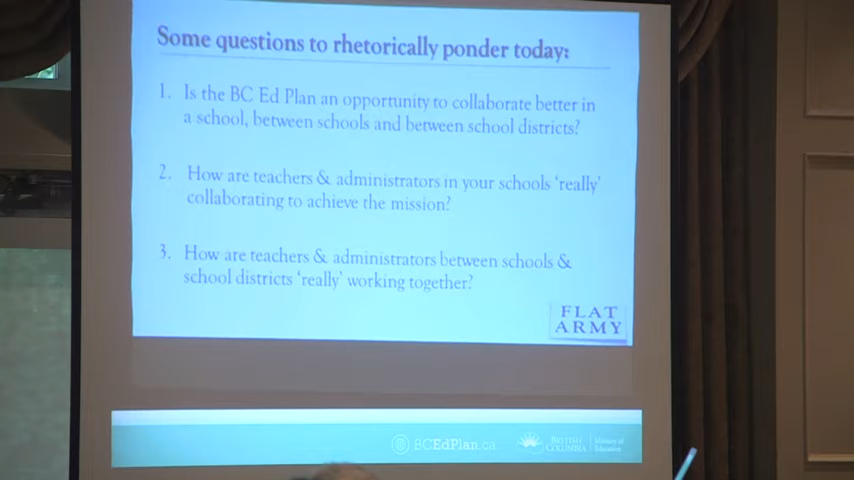 Some questions to rhetorically ponder today:
1. Is the BC Ed Plan an opportunity to collaborate better in
a school, between schools and between school districts?
2. How are teachers & administrators in your schools 'really'
collaborating to achieve the mission?
3. How are teachers & administrators between schools &
school districts 'really' working together?
FLAT
ARMY
BCEdPlan.ca
BRITISH
COLUMBIA
Ministry of
Education